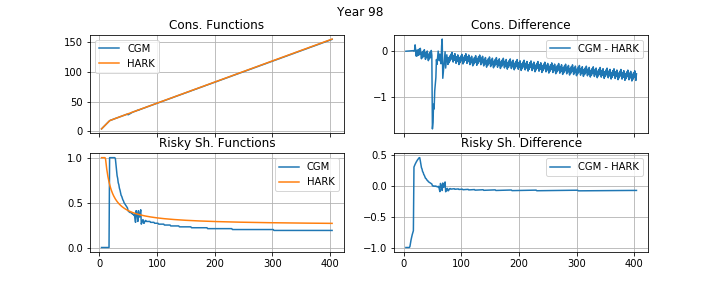 Year 98
Cons. Functions
150
100
50
0
CGM
HARK
Cons. Difference
0
−1
CGM - HARK
Risky Sh. Functions
1.0
0.5
0.0
0
100
200
300
400
CGM
HARK
Risky Sh. Difference
0.5
0.0
−0.5
−1.0
0
100
200
300
400
CGM - HARK